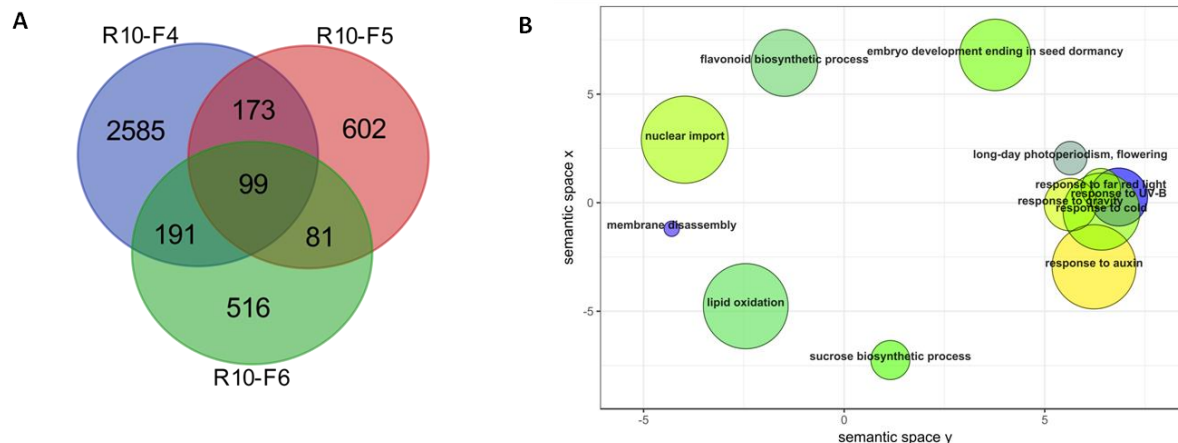 A
R10-F4
R10-F5
2585
173
602
99
191
81
516
R10-F6
B
embryo development ending in seed dormancy
flavonoid biosynthetic process
5
nuclear import
long-day photoperiodism, flowering
response to far red light
response to UV-B
response to gravity
response to cold
0
membrane disassembly
response to auxin
lipid oxidation
-5
sucrose biosynthetic process
semantic space x
-5
0
5
semantic space y